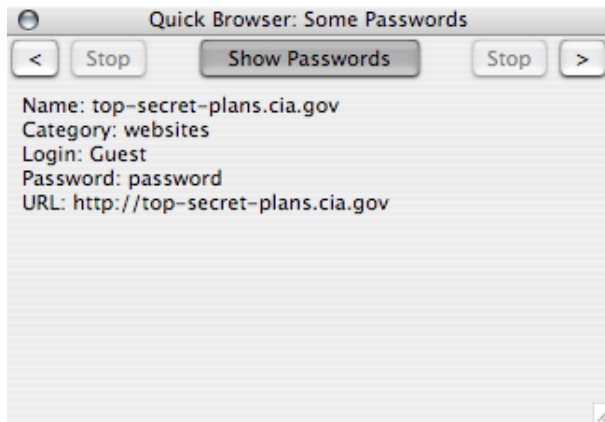 Quick Browser: Some Passwords
< Stop Show Passwords Stop >
Name: top-secret-plans.cia.gov
Category: websites
Login: Guest
Password: password
URL: http://top-secret-plans.cia.gov